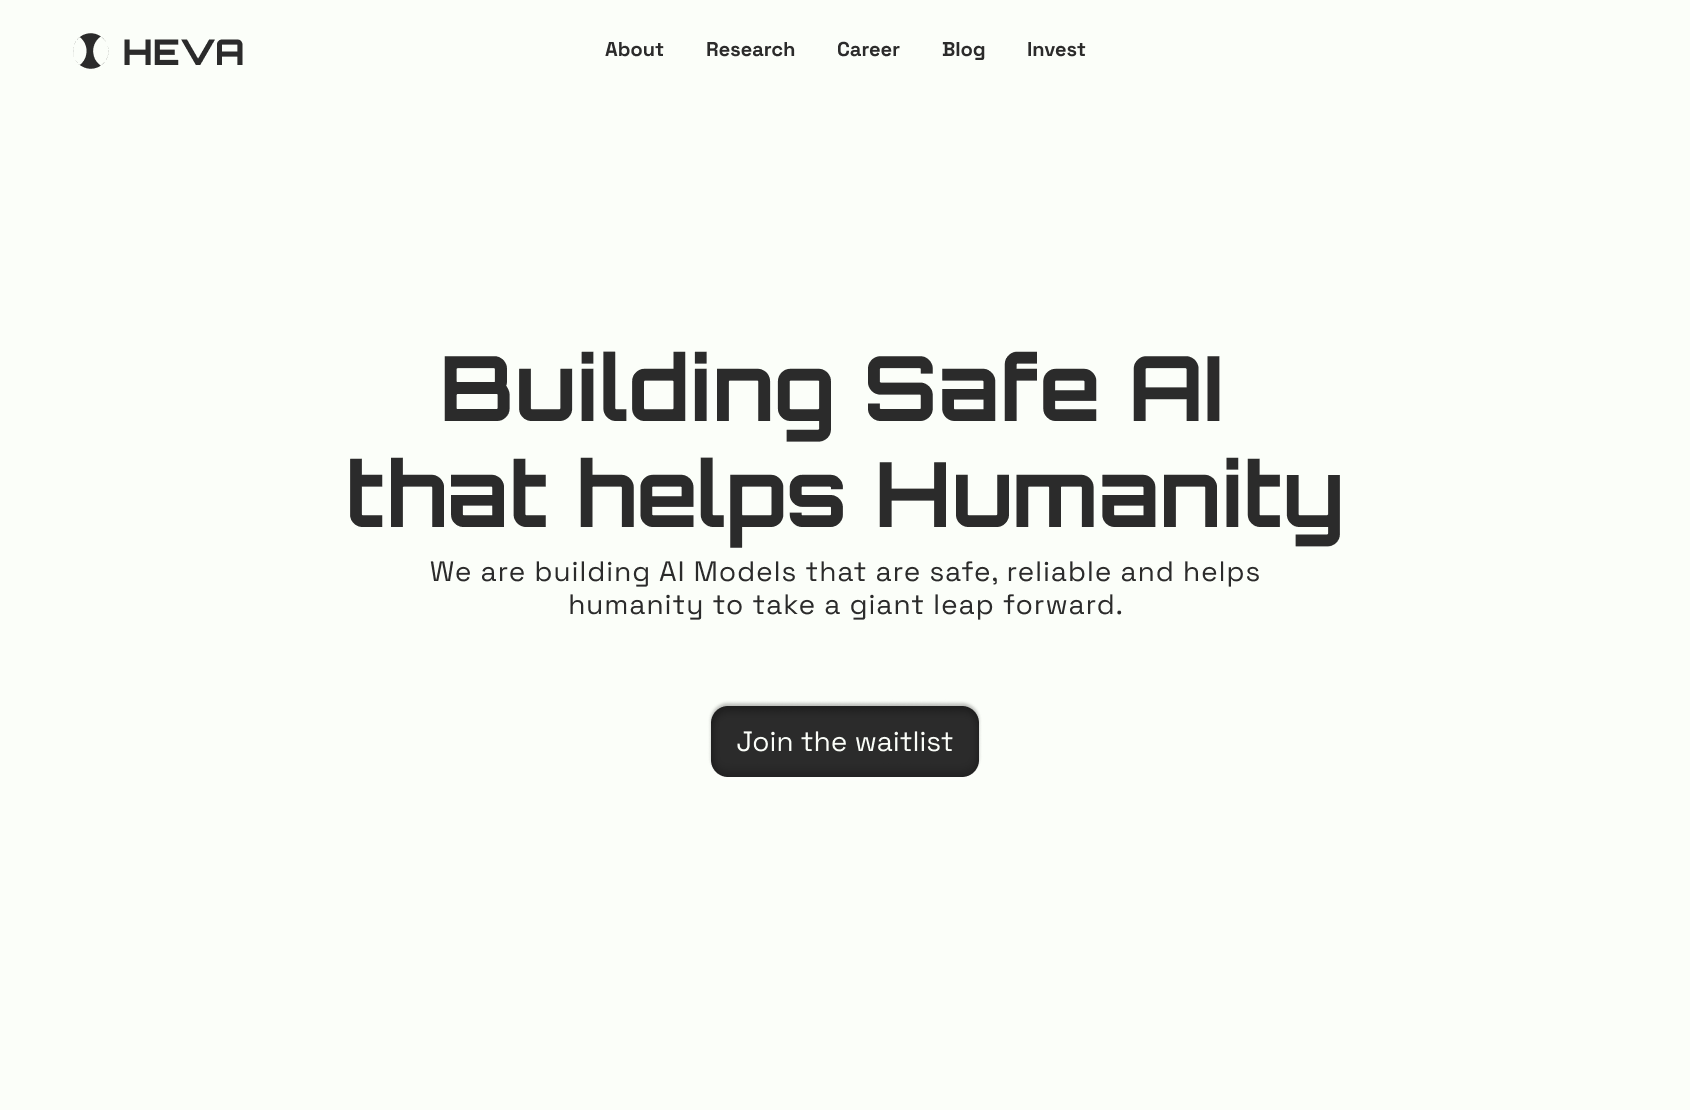 HEVA
About Research Career Blog Invest
Building Safe AI
that helps Humanity
We are building AI Models that are safe, reliable and helps
humanity to take a giant leap forward.
Join the waitlist